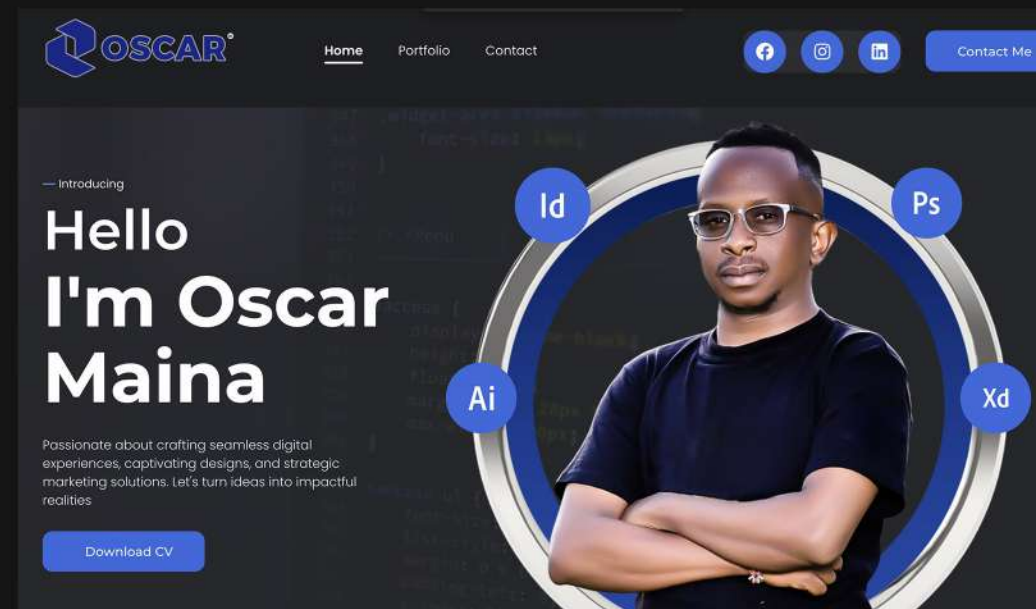 OSCAR
Home Portfolio Contact
Contact Me
— Introducing
Hello
I'm Oscar
Maina
Passionate about crafting seamless digital
experiences, captivating designs, and strategic
marketing solutions. Let's turn ideas into impactful
realities
Download CV
Id
Ps
Ai
Xd